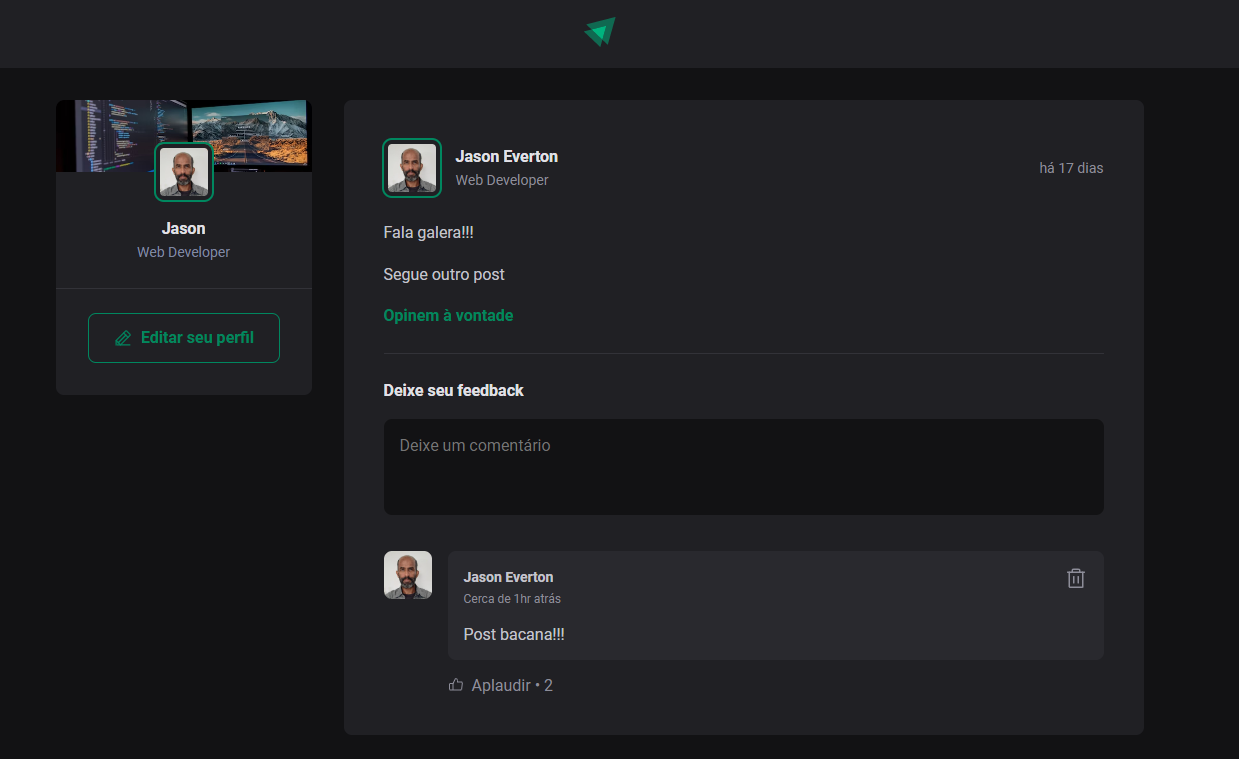 Jason
Web Developer
Editar seu perfil
Jason Everton
Web Developer
há 17 dias
Fala galera!!!
Segue outro post
Opinem à vontade
Deixe seu feedback
Deixe um comentário
Jason Everton
Cerca de 1hr atrás
Post bacana!!!
Aplaudir • 2